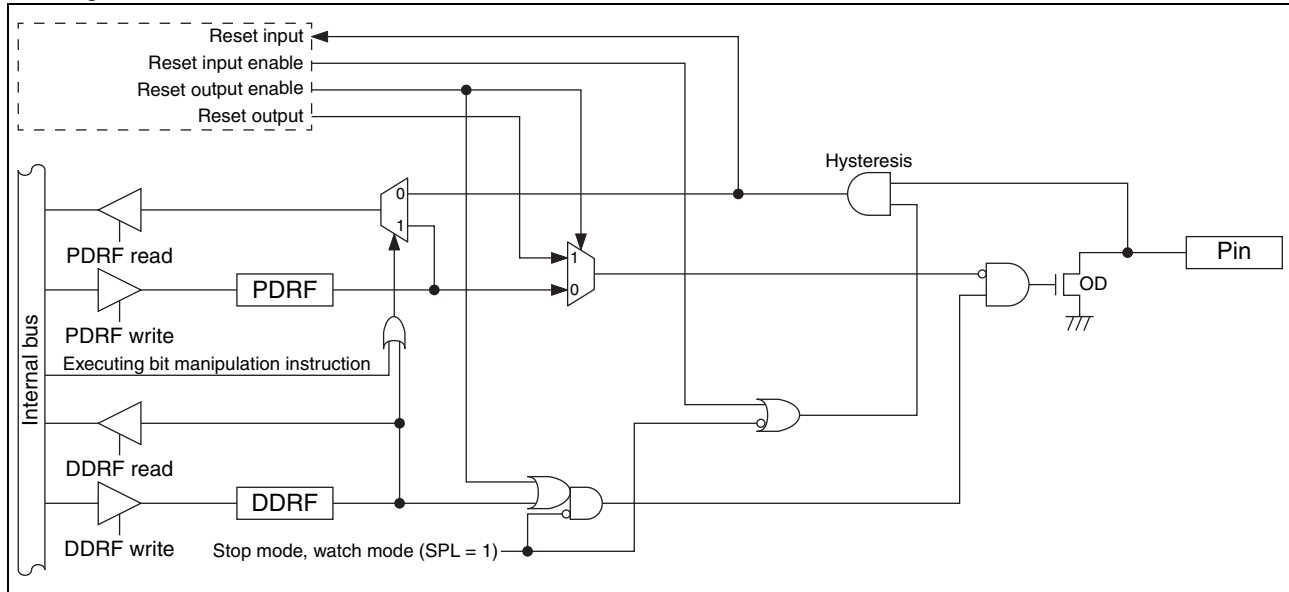 Reset input
Reset input enable
Reset output enable
Reset output
Hysteresis
0
1
PDRF read
Pin
1
OD
PDRF
0
PDRF write
Executing bit manipulation instruction
Internal bus
DDRF read
DDRF
DDRF write
Stop mode, watch mode (SPL = 1)